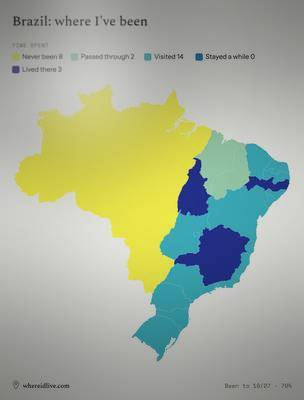 Brazil: where I've been
TIME SPENT
Never been 8 Passed through 2 Visited 14 Stayed a while 0
Lived there 3
whereidlive.com
Been to 19/27 · 70%